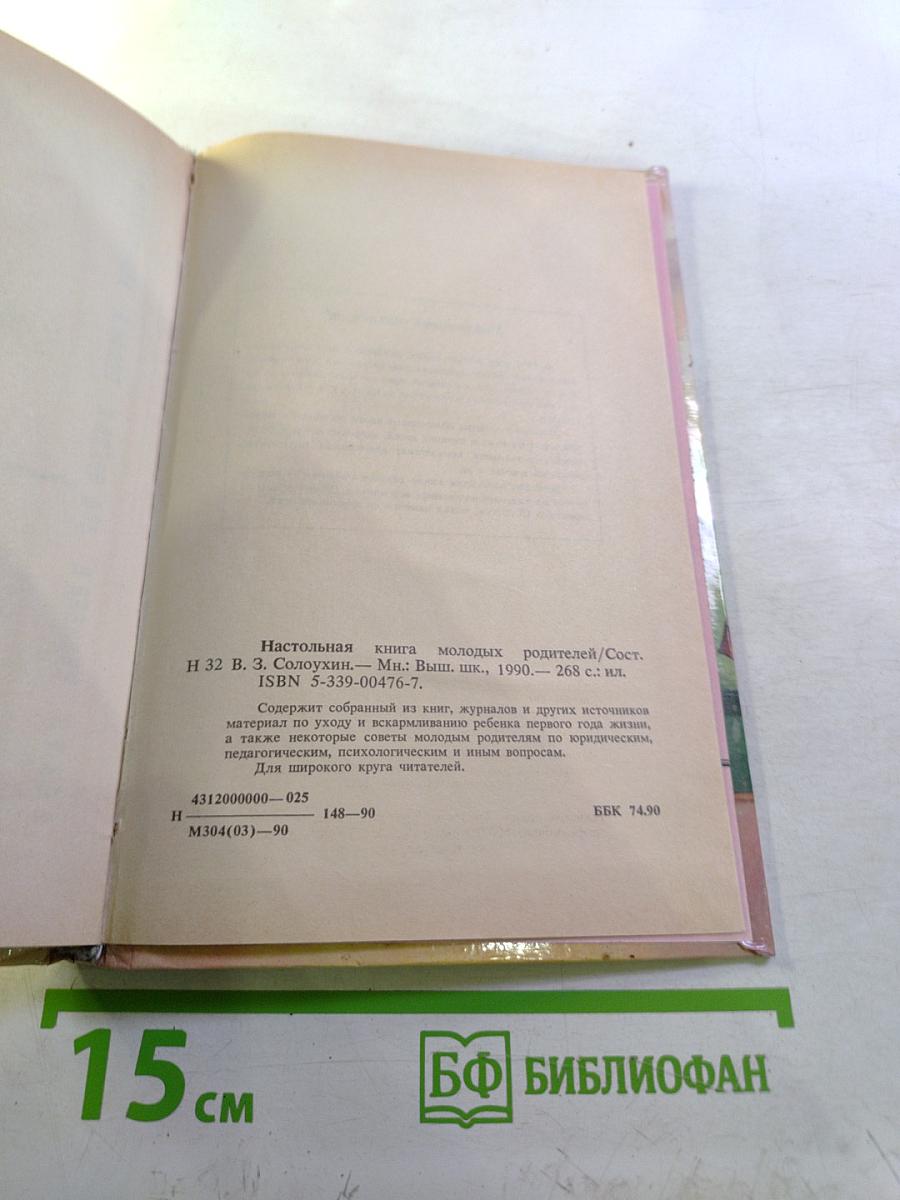 Настольная книга молодых родителей/Сост.
Н 32 В. З. Солоухин.— Мн.: Выш. шк., 1990.— 268 с.: ил.
ISBN 5-339-00476-7.
Содержит собранный из книг, журналов и других источников
материал по уходу и вскармливанию ребенка первого года жизни,
а также некоторые советы молодым родителям по юридическим,
педагогическим, психологическим и иным вопросам.
Для широкого круга читателей.
4312000000—025
Н 148—90 ББК 74.90
М304(03)—90
15 см БФ БИБЛИОФАН